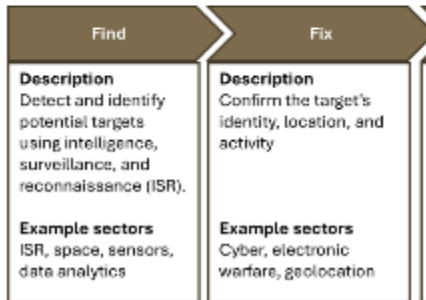 Find
Description
Detect and identify
potential targets
using intelligence,
surveillance, and
reconnaissance (ISR).
Example sectors
ISR, space, sensors,
data analytics
Fix
Description
Confirm the target's
identity, location, and
activity
Example sectors
Cyber, electronic
warfare, geolocation